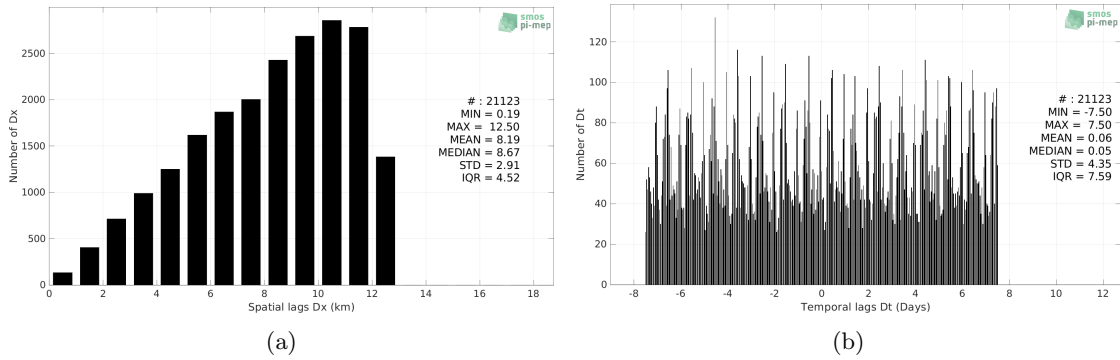 smos
pi-mep
2500
2000
1500
1000
500
0
Number of Dx
# : 21123
MIN = 0.19
MAX = 12.50
MEAN = 8.19
MEDIAN = 8.67
STD = 2.91
IQR = 4.52
0 2 4 6 8 10 12 14 16 18
Spatial lags Dx (km)
(a)
smos
pi-mep
120
100
80
60
40
20
0
Number of Dt
# : 21123
MIN = -7.50
MAX = 7.50
MEAN = 0.06
MEDIAN = 0.05
STD = 4.35
IQR = 7.59
-8 -6 -4 -2 0 2 4 6 8 10 12
Temporal lags Dt (Days)
(b)